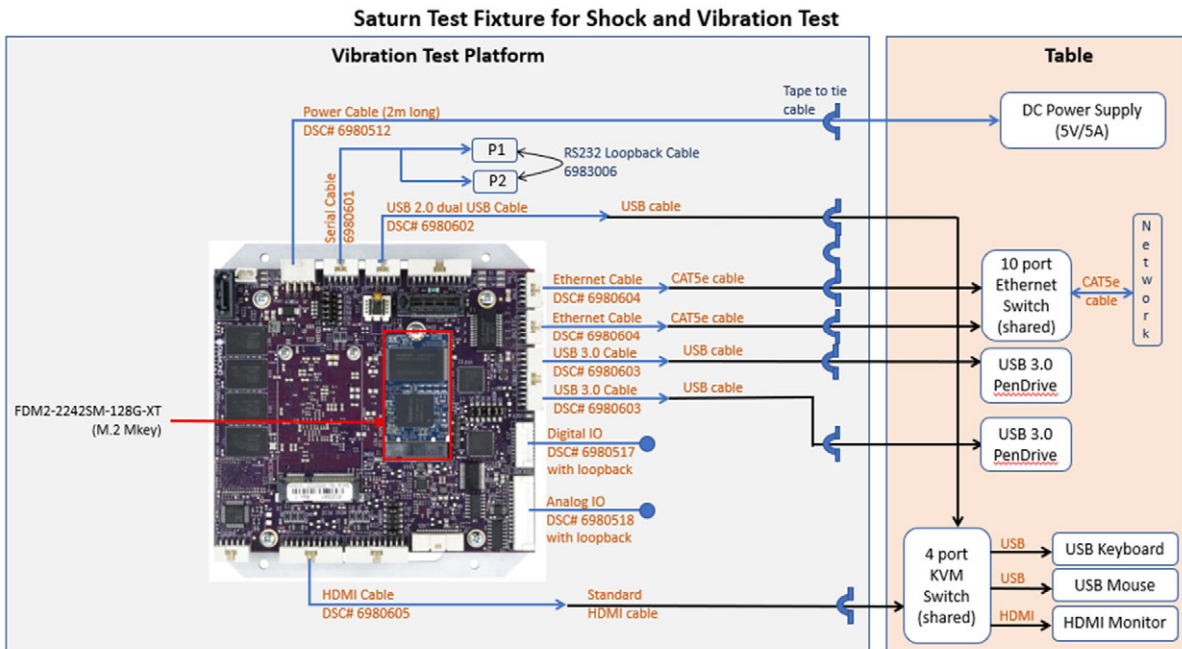 Saturn Test Fixture for Shock and Vibration Test
Vibration Test Platform
Table
Power Cable (2m long)
DSC# 6980512
Tape to tie
cable
DC Power Supply
(5V/5A)
P1
P2
RS232 Loopback Cable
6983006
Serial Cable
6980601
USB 2.0 dual USB Cable
DSC# 6980602
USB cable
Ethernet Cable
DSC# 6980604
CAT5e cable
Ethernet Cable
DSC# 6980604
CAT5e cable
10 port
Ethernet
Switch
(shared)
CAT5e
cable
Network
USB 3.0 Cable
DSC# 6980603
USB cable
USB 3.0
PenDrive
USB 3.0 Cable
DSC# 6980603
USB cable
USB 3.0
PenDrive
FDM2-2242SM-128G-XT
(M.2 Mkey)
Digital IO
DSC# 6980517
with loopback
Analog IO
DSC# 6980518
with loopback
HDMI Cable
DSC# 6980605
Standard
HDMI cable
4 port
KVM
Switch
(shared)
USB
USB Keyboard
USB
USB Mouse
HDMI
HDMI Monitor